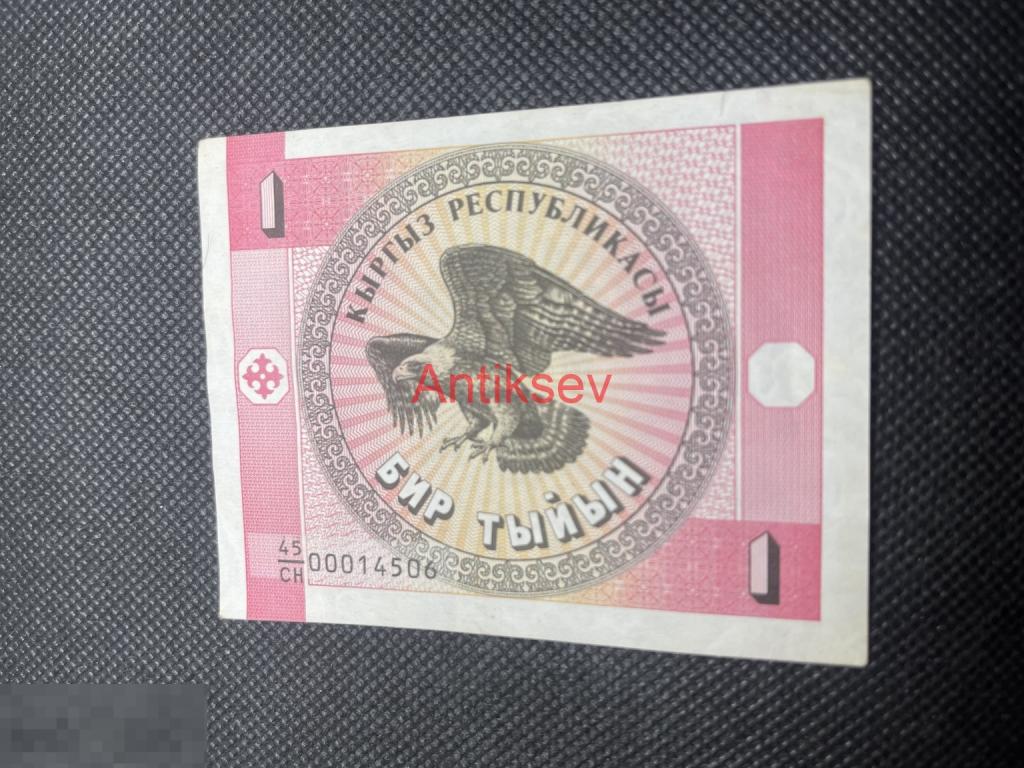 1
КЫРГЫЗ РЕСПУБЛИКАСЫ
Antiksev
БИР ТЫЙЫН
45
CH 00014506
1